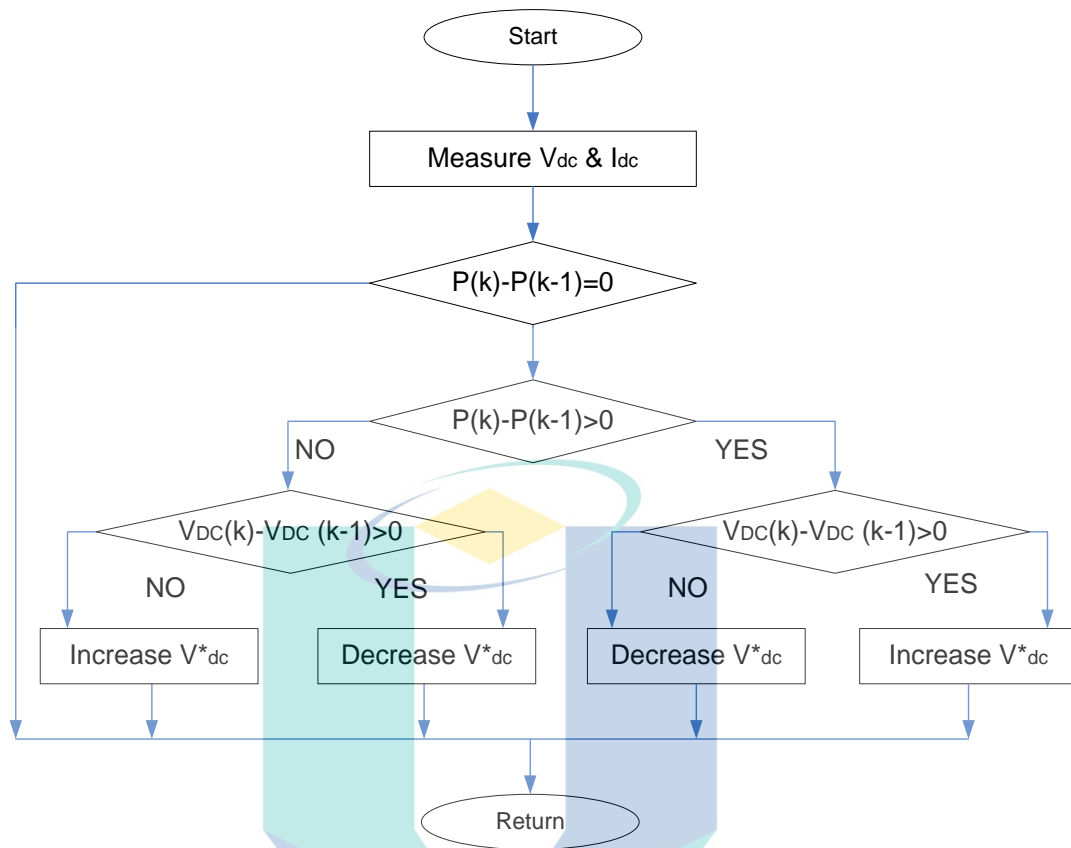 Start
Measure Vdc & Idc
P(k)-P(k-1)=0
P(k)-P(k-1)>0
NO
YES
VDC(k)-VDC (k-1)>0
VDC(k)-VDC (k-1)>0
NO
YES
NO
YES
Increase V*dc
Decrease V*dc
Decrease V*dc
Increase V*dc
Return